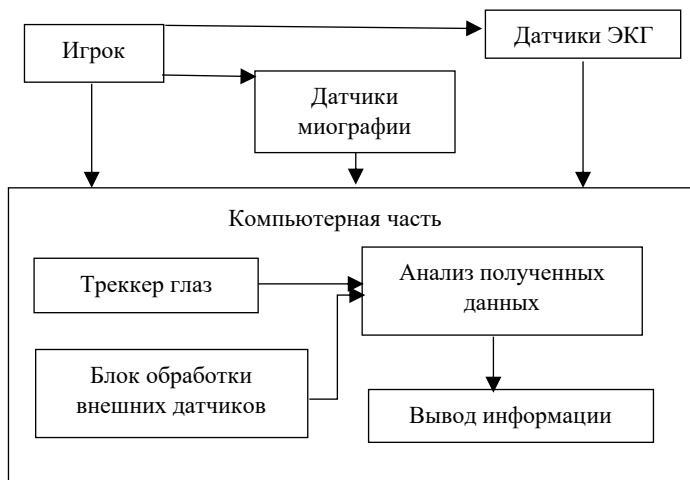 Игрок
Датчики ЭКГ
Датчики
миографии
Компьютерная часть
Треккер глаз
Анализ полученных
данных
Блок обработки
внешних датчиков
Вывод информации